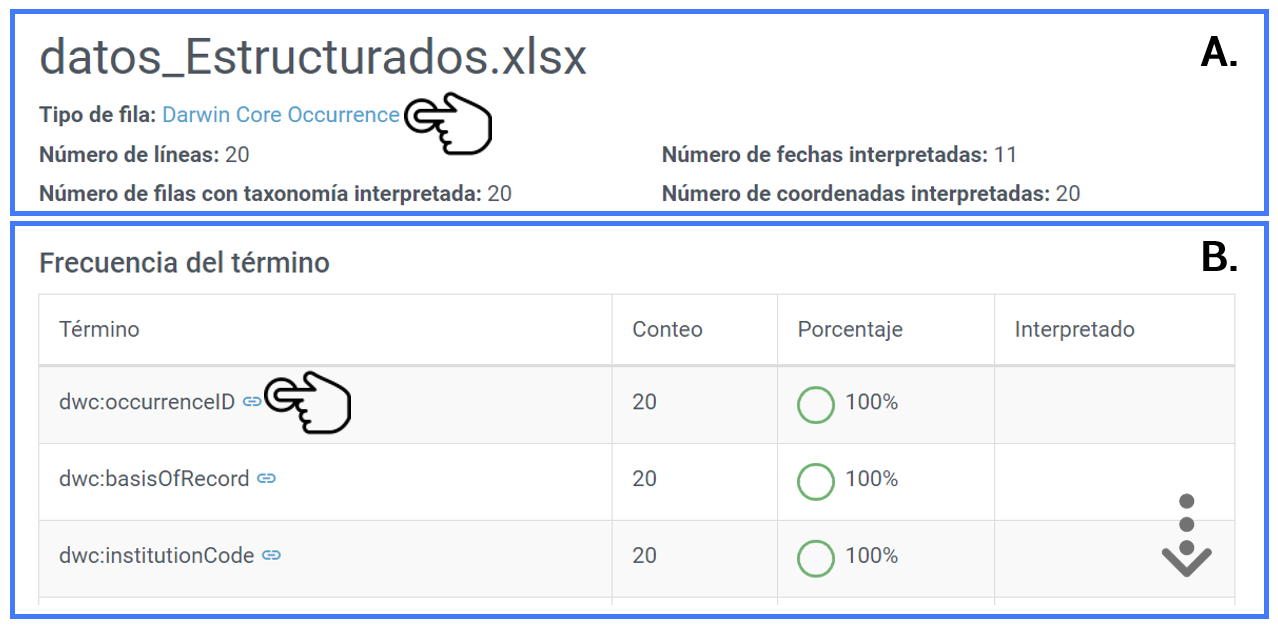 datos_Estructurados.xlsx
A.
Tipo de fila: Darwin Core Occurrence
Número de líneas: 20 Número de fechas interpretadas: 11
Número de filas con taxonomía interpretada: 20 Número de coordenadas interpretadas: 20
Frecuencia del término
B.
Término Conteo Porcentaje Interpretado
dwc:occurrenceID 20 100%
dwc:basisOfRecord 20 100%
dwc:institutionCode 20 100%